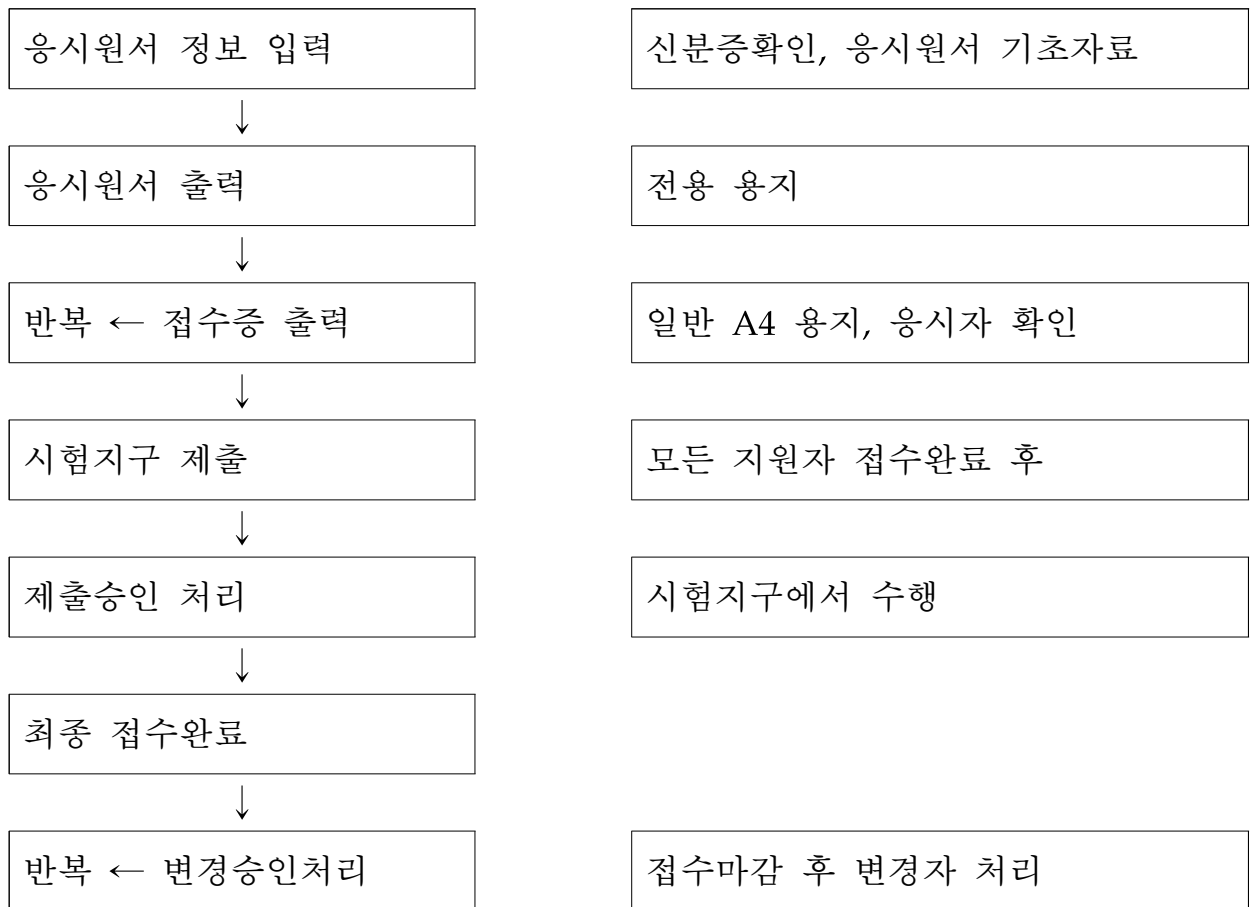 응시원서 정보 입력
신분증확인, 응시원서 기초자료
↓
응시원서 출력
전용 용지
↓
반복 ← 접수증 출력
일반 A4 용지, 응시자 확인
↓
시험지구 제출
모든 지원자 접수완료 후
↓
제출승인 처리
시험지구에서 수행
↓
최종 접수완료
↓
반복 ← 변경승인처리
접수마감 후 변경자 처리